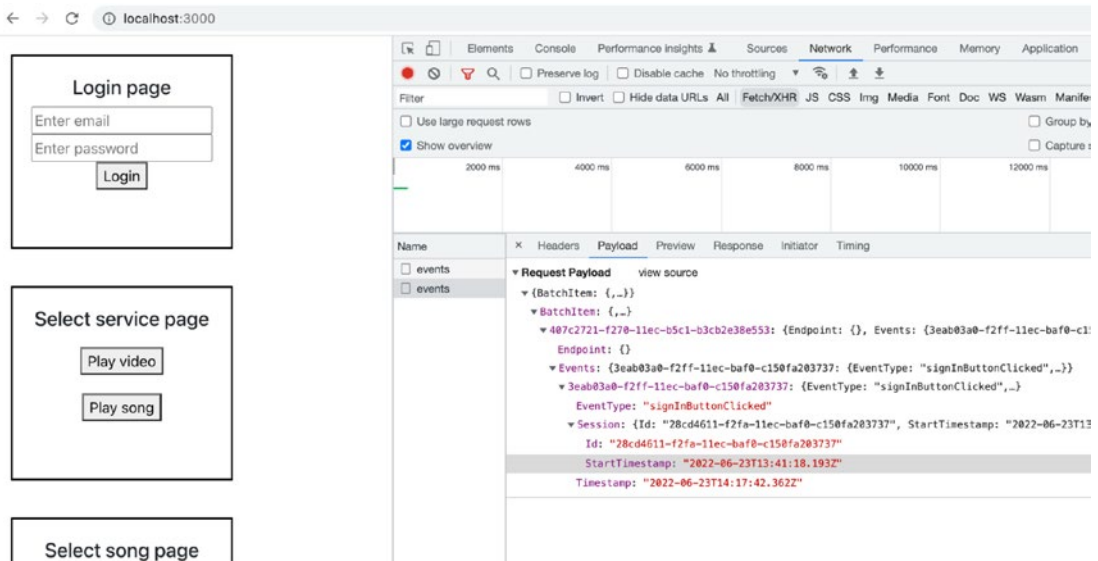 localhost:3000
Login page
Enter email
Enter password
Login
Select service page
Play video
Play song
Select song page
Elements Console Performance insights Sources Network Performance Memory Application
Preserve log Disable cache No throttling
Filter Invert Hide data URLs All Fetch/XHR JS CSS Img Media Font Doc WS Wasm Manife
Use large request rows Group by
Show overview Capture s
2000 ms 4000 ms 6000 ms 8000 ms 10000 ms 12000 ms
Name × Headers Payload Preview Response Initiator Timing
events
events
Request Payload view source
{BatchItem: {,…}}
BatchItem: {,…}
407c2721-f270-11ec-b5c1-b3cb2e38e553: {Endpoint: {}, Events: {3eab03a0-f2ff-11ec-baf0-c1
Endpoint: {}
Events: {3eab03a0-f2ff-11ec-baf0-c150fa203737: {EventType: "signInButtonClicked",…}}
3eab03a0-f2ff-11ec-baf0-c150fa203737: {EventType: "signInButtonClicked",…}
EventType: "signInButtonClicked"
Session: {Id: "28cd4611-f2fa-11ec-baf0-c150fa203737", StartTimestamp: "2022-06-23T13
Id: "28cd4611-f2fa-11ec-baf0-c150fa203737"
StartTimestamp: "2022-06-23T13:41:18.193Z"
Timestamp: "2022-06-23T14:17:42.362Z"